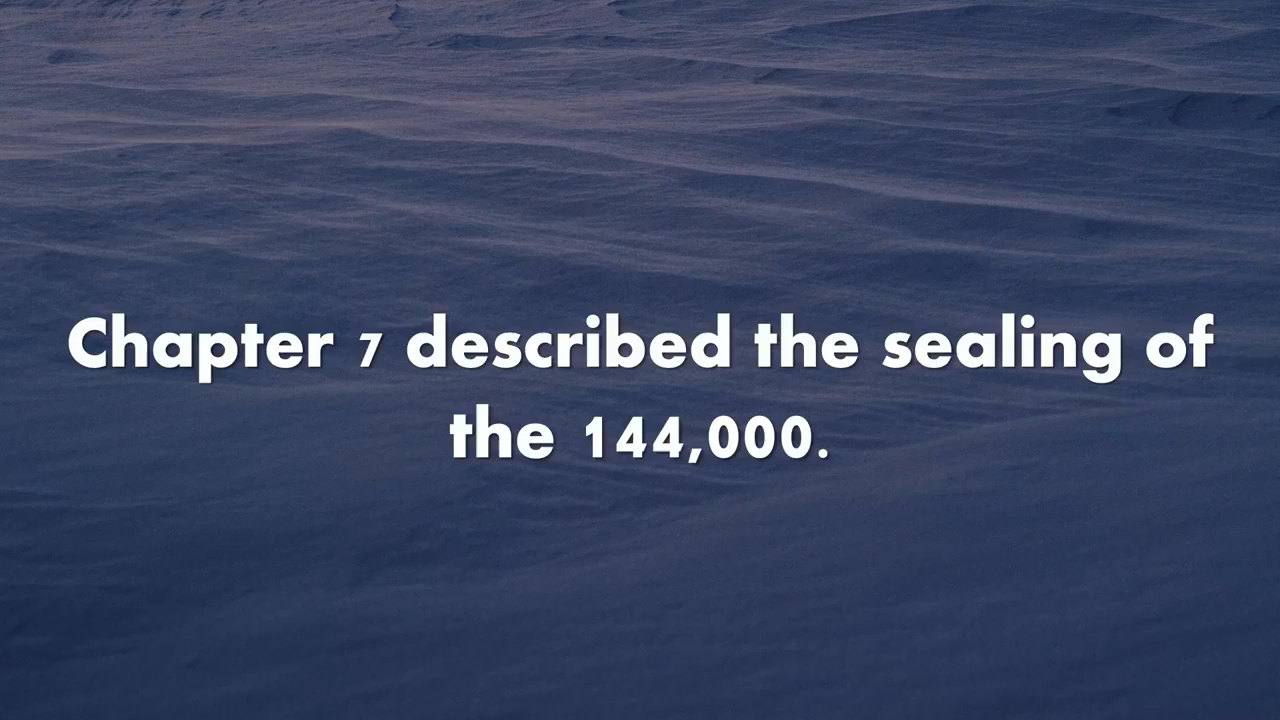 Chapter 7 described the sealing of
the 144,000.